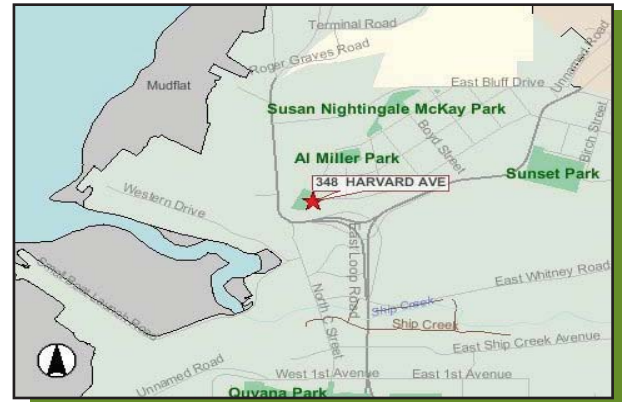 Terminal Road
Roger Graves Road
Mudflat
East Bluff Drive
Unnamed Road
Susan Nightingale McKay Park
Boyd Street
Birch Street
Al Miller Park
Sunset Park
348 HARVARD AVE
Western Drive
East Loop Road
East Whitney Road
Small Boat Launch Road
North C Street
Ship Creek
Ship Creek
East Ship Creek Avenue
Unnamed Road
West 1st Avenue
East 1st Avenue
Quyana Park